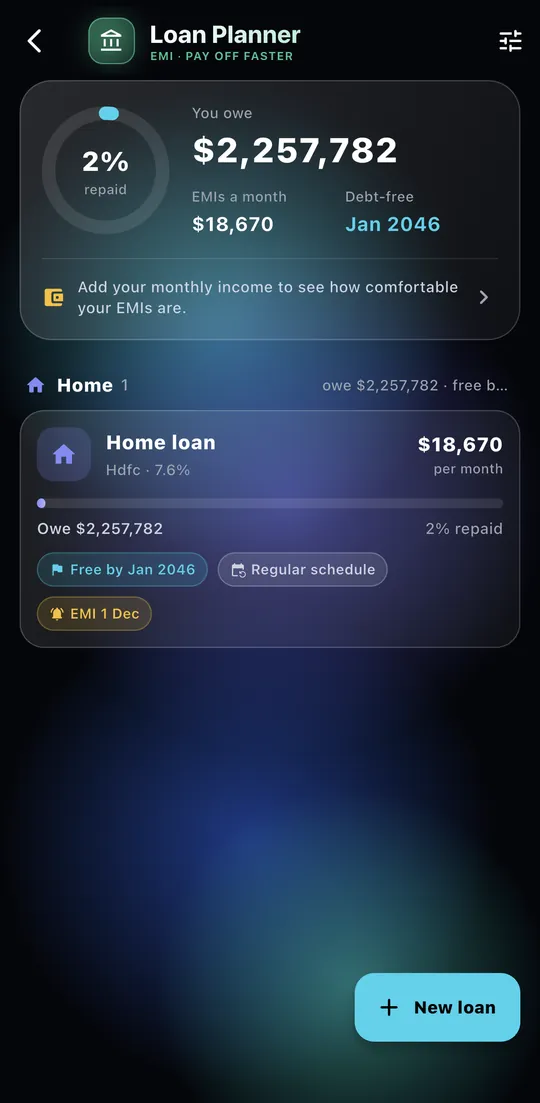 Loan Planner
EMI · PAY OFF FASTER
2%
repaid
You owe
$2,257,782
EMIs a month
$18,670
Debt-free
Jan 2046
Add your monthly income to see how comfortable
your EMIs are.
Home 1
owe $2,257,782 · free b...
Home loan
Hdfc · 7.6%
$18,670
per month
Owe $2,257,782
2% repaid
Free by Jan 2046
Regular schedule
EMI 1 Dec
New loan